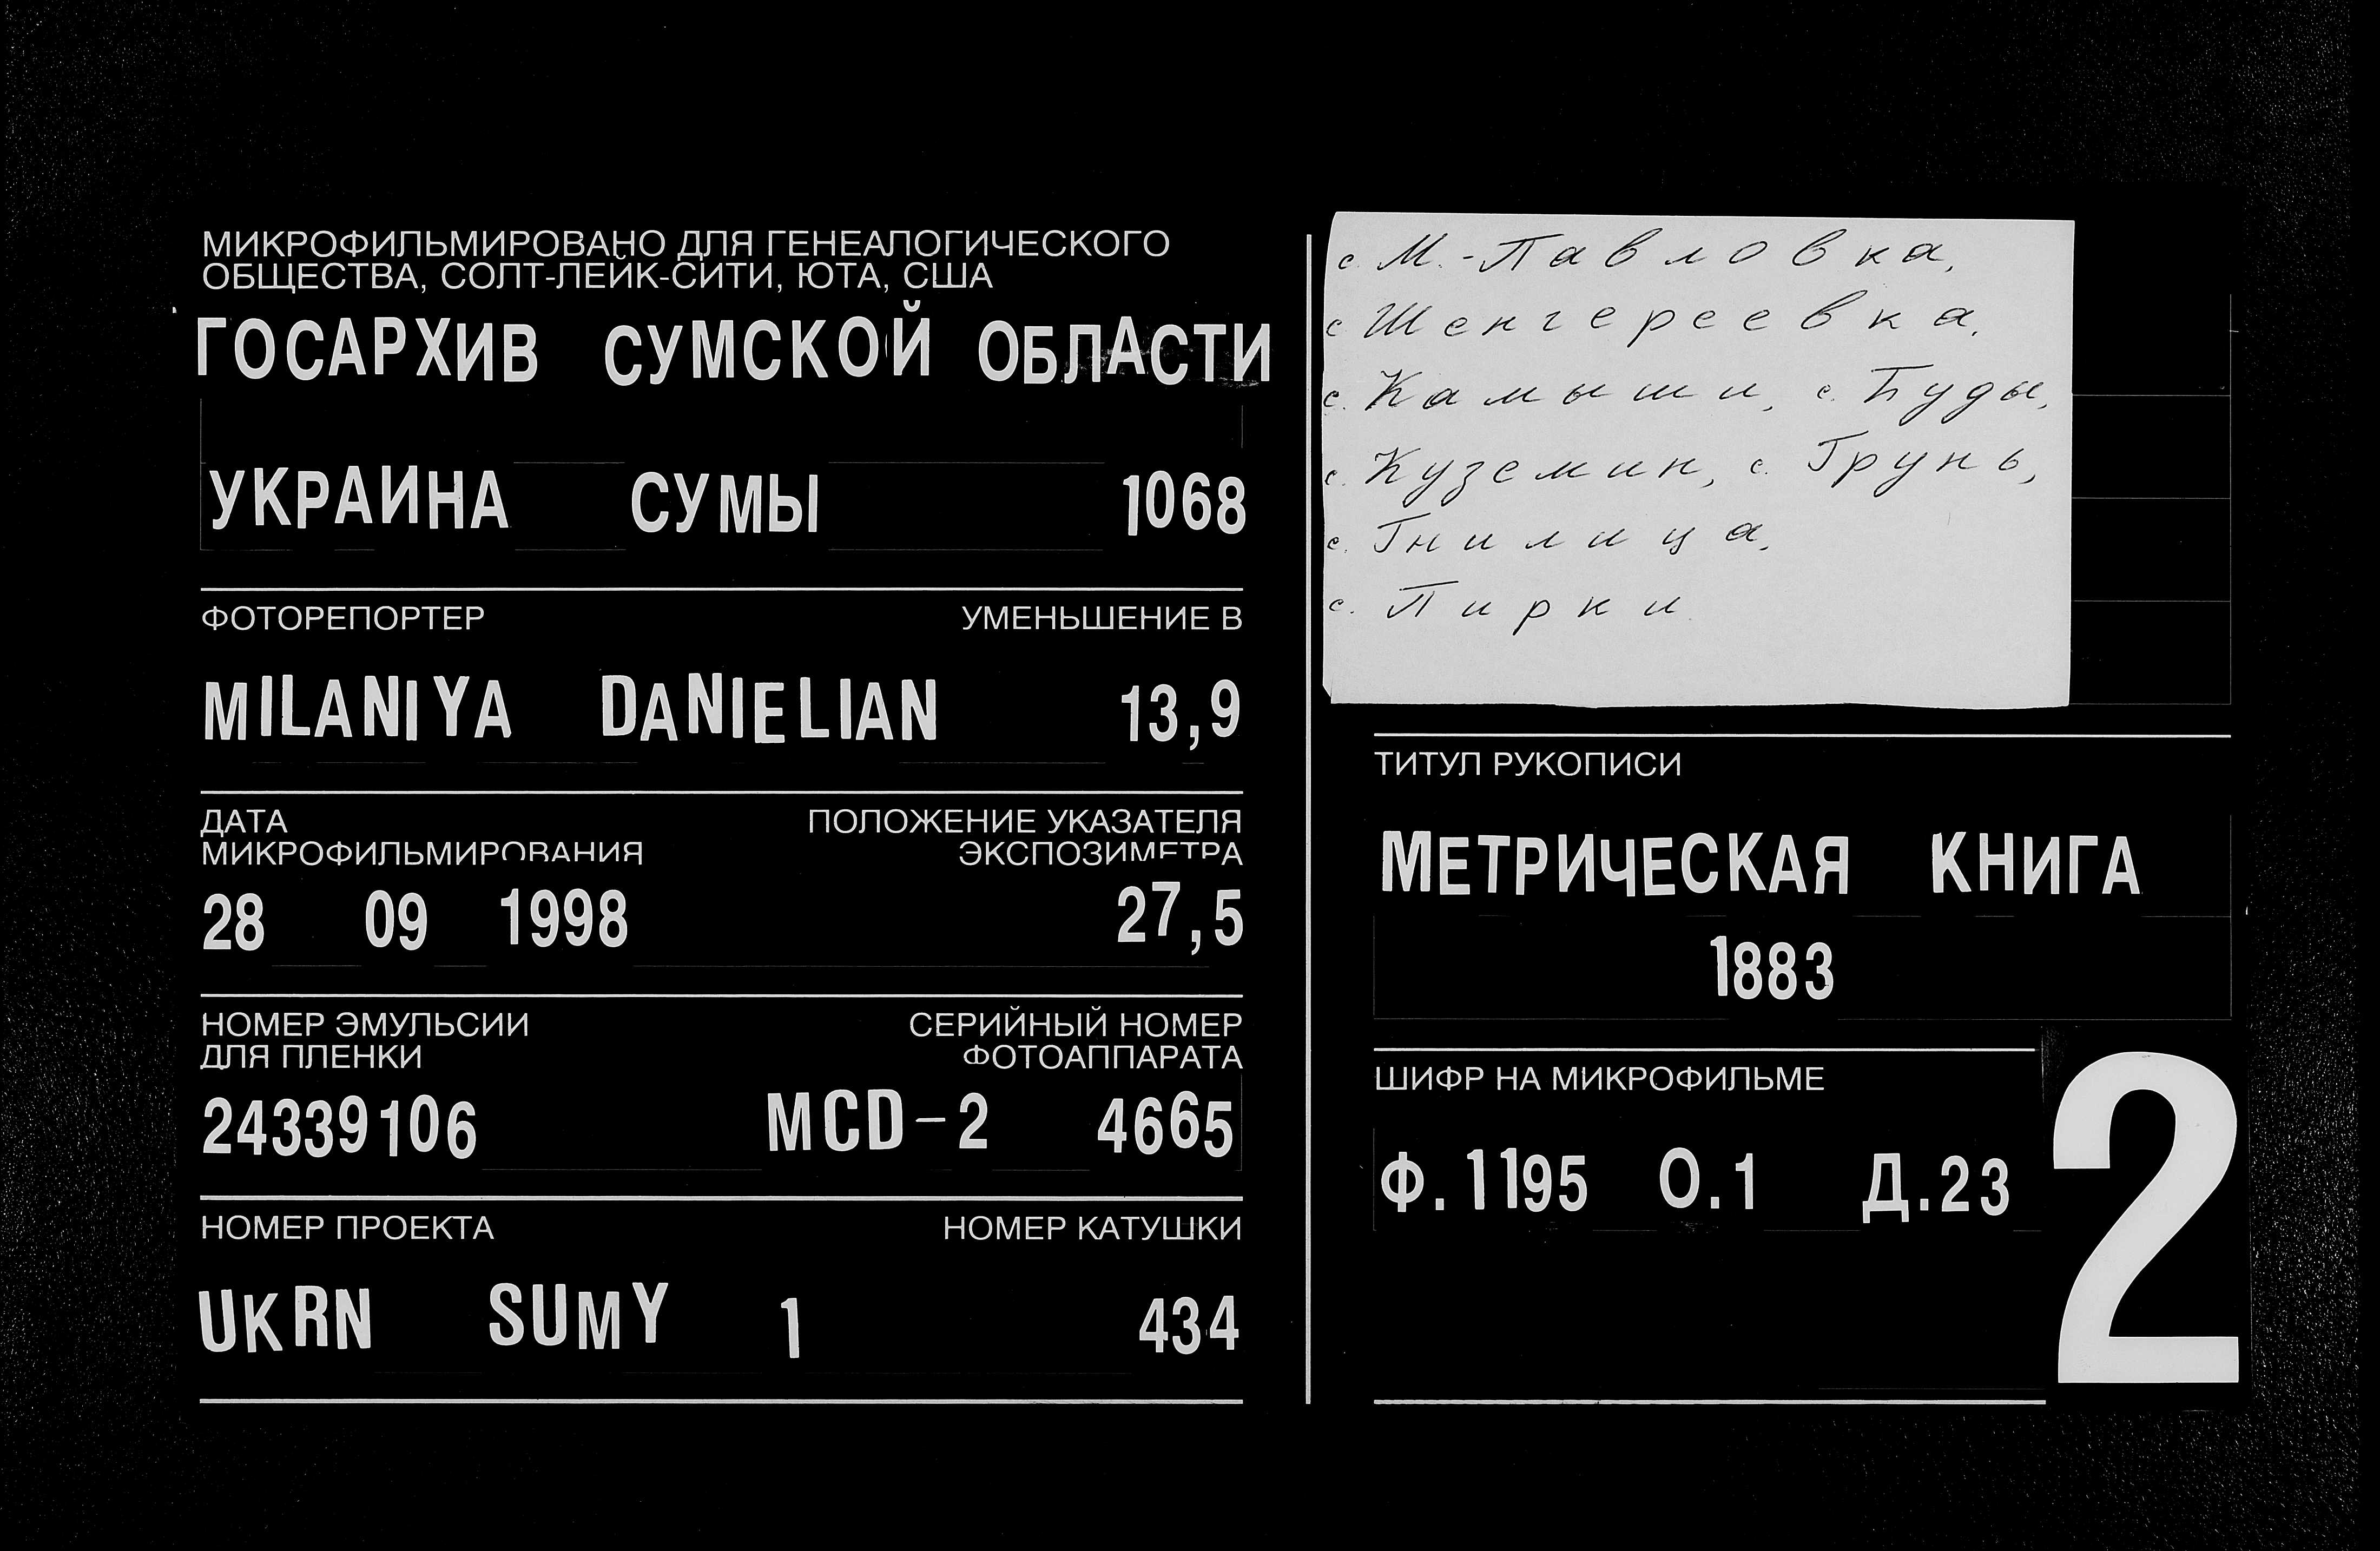 МИКРОФИЛЬМИРОВАНО ДЛЯ ГЕНЕАЛОГИЧЕСКОГО
ОБЩЕСТВА, СОЛТ-ЛЕЙК-СИТИ, ЮТА, США
ГОСАРХИВ СУМСКОЙ ОБЛАСТИ
УКРАИНА СУМЫ 1068
ФОТОРЕПОРТЕР УМЕНЬШЕНИЕ В
MILANIYA DANIELIAN 13,9
ДАТА ПОЛОЖЕНИЕ УКАЗАТЕЛЯ
МИКРОФИЛЬМИРОВАНИЯ ЭКСПОЗИМЕТРА
28 09 1998 27,5
НОМЕР ЭМУЛЬСИИ СЕРИЙНЫЙ НОМЕР
ДЛЯ ПЛЕНКИ ФОТОАППАРАТА
24339106 MCD-2 4665
НОМЕР ПРОЕКТА НОМЕР КАТУШКИ
UKRN SUMY 1 434
с. М.-Павловка,
с Шенгереевка,
с. Камыши, с. Буды,
с. Куземин, с. Грунь,
с. Гнилица,
с. Пирки
ТИТУЛ РУКОПИСИ
МЕТРИЧЕСКАЯ КНИГА
1883
ШИФР НА МИКРОФИЛЬМЕ
Ф.1195 О.1 Д.23
2